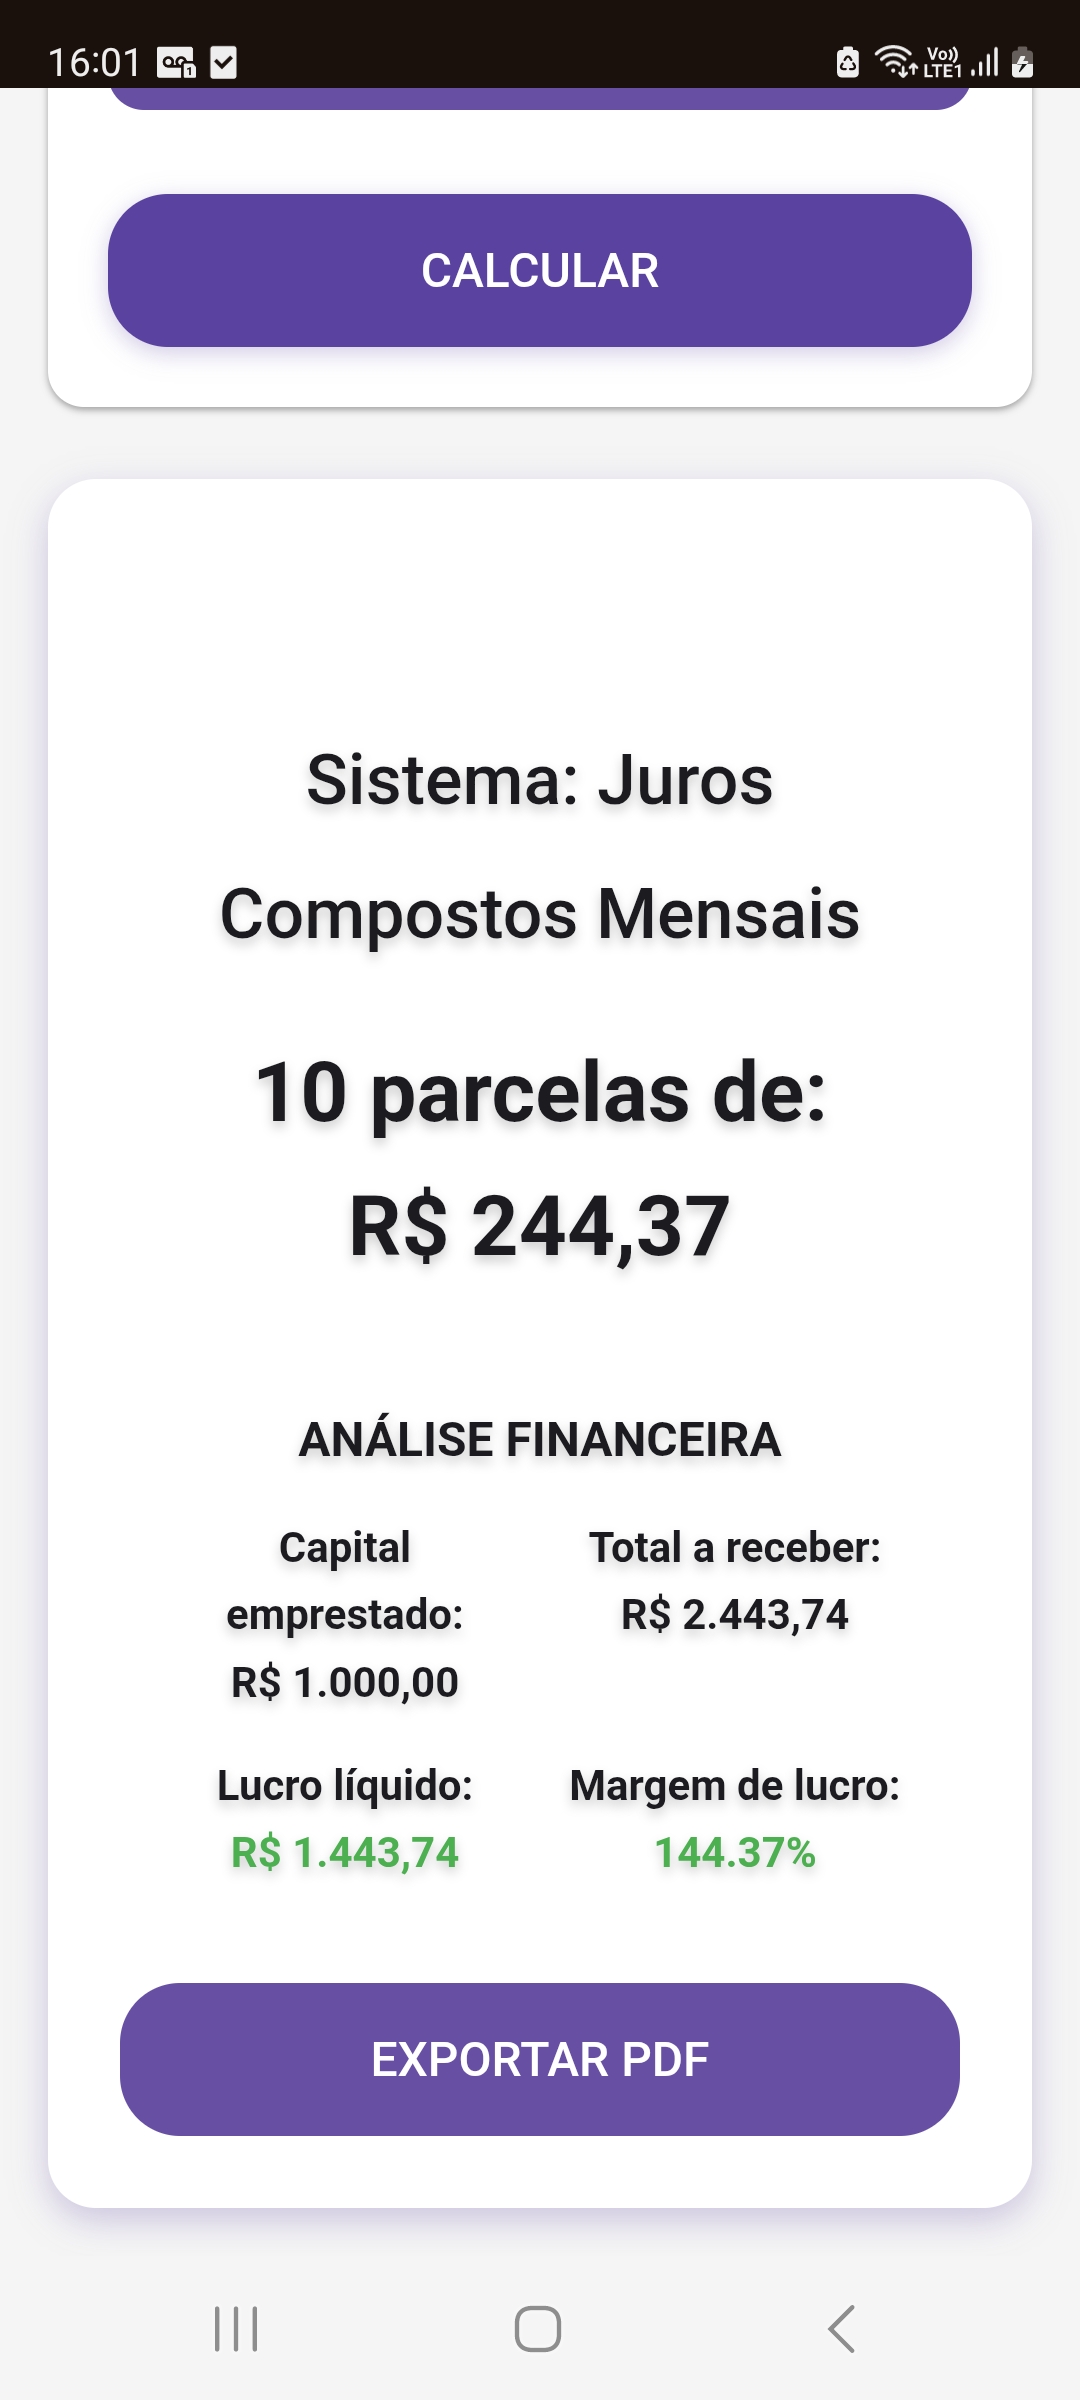 16:01
Vo))
LTE1
CALCULAR
Sistema: Juros
Compostos Mensais
10 parcelas de:
R$ 244,37
ANÁLISE FINANCEIRA
Capital
emprestado:
R$ 1.000,00
Total a receber:
R$ 2.443,74
Lucro líquido:
R$ 1.443,74
Margem de lucro:
144.37%
EXPORTAR PDF